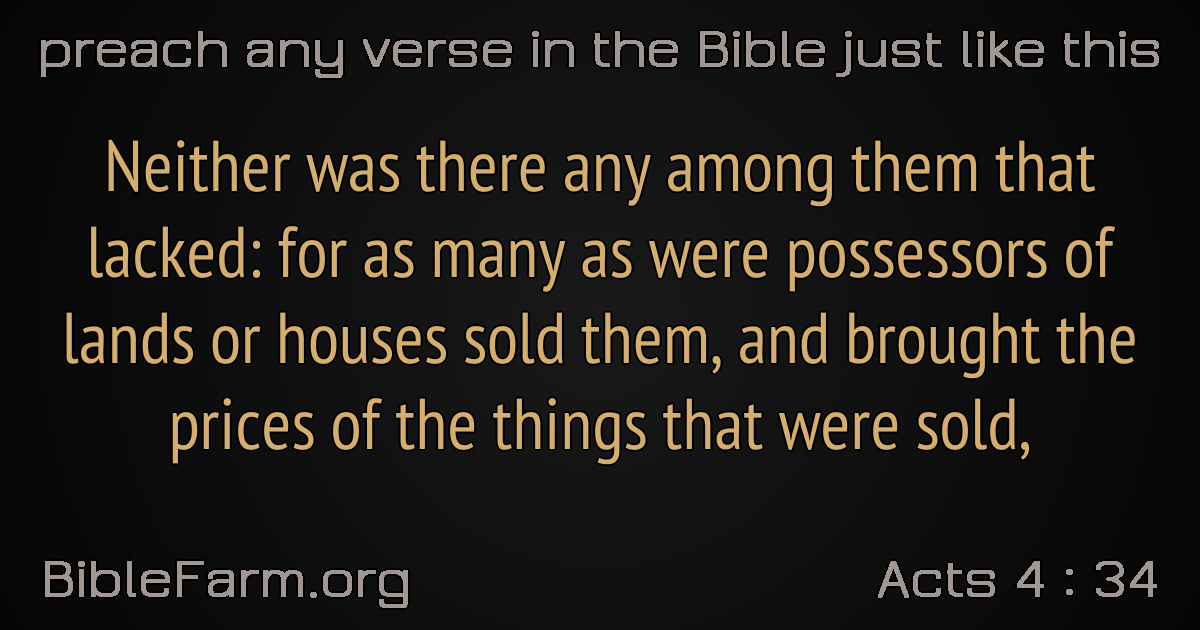 preach any verse in the Bible just like this
Neither was there any among them that
lacked: for as many as were possessors of
lands or houses sold them, and brought the
prices of the things that were sold,
BibleFarm.org
Acts 4 : 34